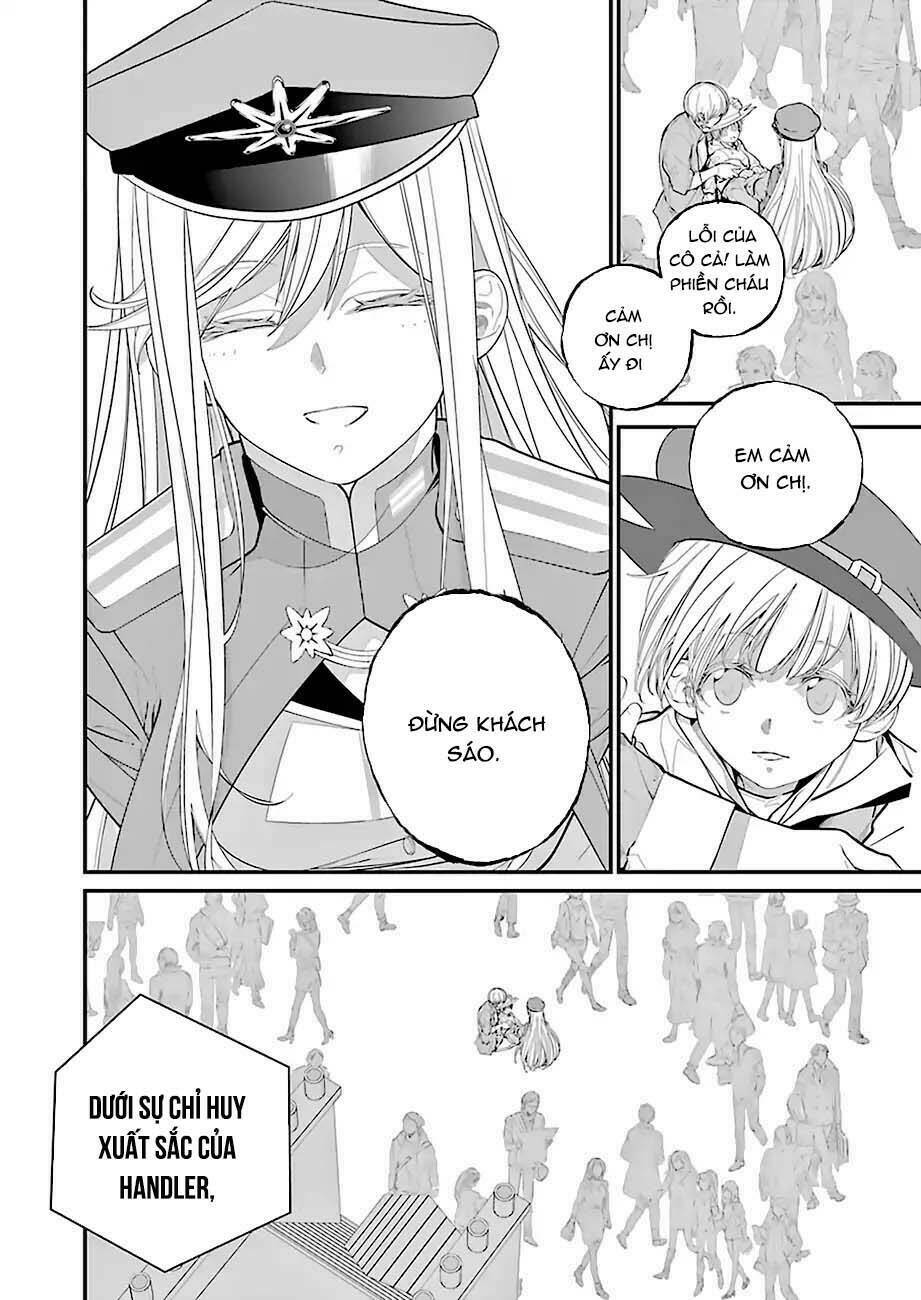 LỖI CỦA
CÔ CẢ! LÀM
PHIỀN CHÁU
RỒI.
CẢM
ƠN CHỊ
ẤY ĐI
EM CẢM
ƠN CHỊ.
ĐỪNG KHÁCH
SÁO.
DƯỚI SỰ CHỈ HUY
XUẤT SẮC CỦA
HANDLER,